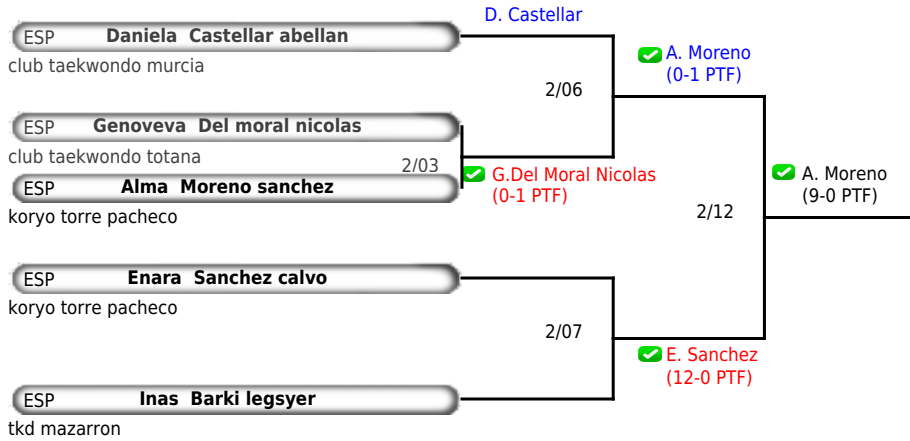 D. Castellar
ESP Daniela Castellar abellan
club taekwondo murcia
A. Moreno
(0-1 PTF)
2/06
ESP Genoveva Del moral nicolas
club taekwondo totana
2/03
G.Del Moral Nicolas
(0-1 PTF)
ESP Alma Moreno sanchez
koryo torre pacheco
A. Moreno
(9-0 PTF)
2/12
ESP Enara Sanchez calvo
koryo torre pacheco
2/07
E. Sanchez
(12-0 PTF)
ESP Inas Barki legsyer
tkd mazarron